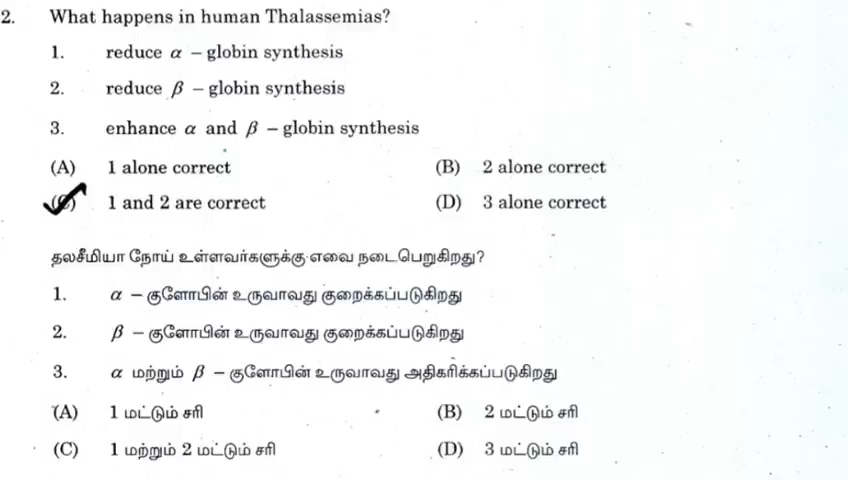 2. What happens in human Thalassemias?
1. reduce α – globin synthesis
2. reduce β – globin synthesis
3. enhance α and β – globin synthesis
(A) 1 alone correct (B) 2 alone correct
(C) 1 and 2 are correct (D) 3 alone correct
தலசீமியா நோய் உள்ளவர்களுக்கு எவை நடைபெறுகிறது?
1. α – குளோபின் உருவாவது குறைக்கப்படுகிறது
2. β – குளோபின் உருவாவது குறைக்கப்படுகிறது
3. α மற்றும் β – குளோபின் உருவாவது அதிகரிக்கப்படுகிறது
(A) 1 மட்டும் சரி (B) 2 மட்டும் சரி
(C) 1 மற்றும் 2 மட்டும் சரி (D) 3 மட்டும் சரி